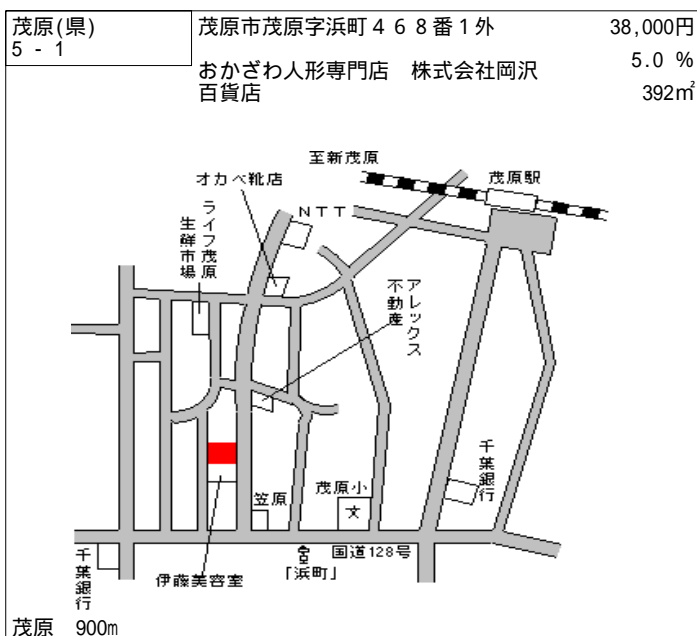 茂原(県)
5 - 1
茂原市茂原字浜町４６８番１外
38,000円
おかざわ人形専門店　株式会社岡沢
百貨店
5.0 %
392㎡
至新茂原
茂原駅
オカベ靴店
ＮＴＴ
ライフ茂原
生鮮市場
アレックス
不動産
千葉銀行
笠原
茂原小
文
国道128号
「浜町」
伊藤美容室
千葉銀行
茂原　900m